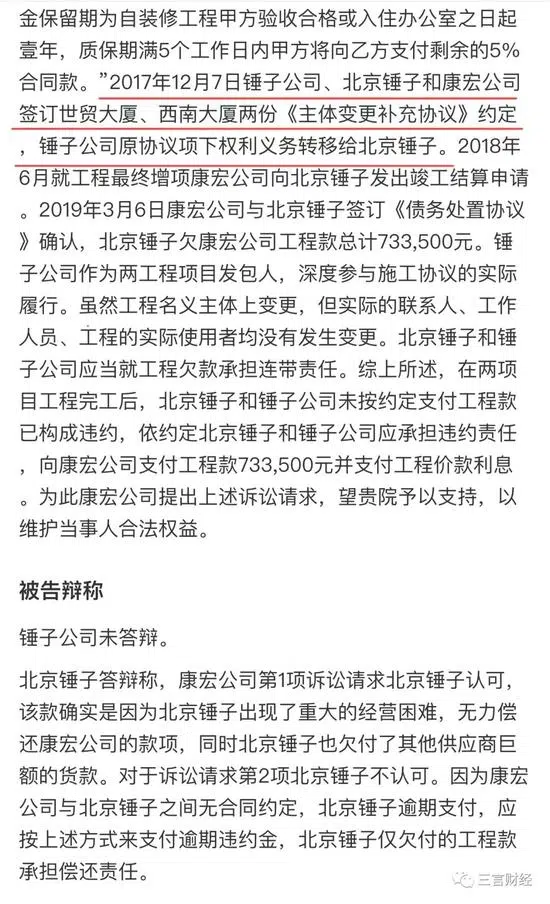 金保留期为自装修工程甲方验收合格或入住办公室之日起
壹年，质保期满5个工作日内甲方将向乙方支付剩余的5%
合同款。”2017年12月7日锤子公司、北京锤子和康宏公司
签订世贸大厦、西南大厦两份《主体变更补充协议》约定
，锤子公司原协议项下权利义务转移给北京锤子。2018年
6月就工程最终增项康宏公司向北京锤子发出竣工结算申请
。2019年3月6日康宏公司与北京锤子签订《债务处置协议
》确认，北京锤子欠康宏公司工程款总计733,500元。锤
子公司作为两工程项目发包人，深度参与施工协议的实际
履行。虽然工程名义主体上变更，但实际的联系人、工作
人员、工程的实际使用者均没有发生变更。北京锤子和锤
子公司应当就工程欠款承担连带责任。综上所述，在两项
目工程完工后，北京锤子和锤子公司未按约定支付工程款
已构成违约，依约定北京锤子和锤子公司应承担违约责任
，向康宏公司支付工程款733,500元并支付工程价款利息
。为此康宏公司提出上述诉讼请求，望贵院予以支持，以
维护当事人合法权益。
被告辩称
锤子公司未答辩。
北京锤子答辩称，康宏公司第1项诉讼请求北京锤子认可，
该款确实是因为北京锤子出现了重大的经营困难，无力偿
还康宏公司的款项，同时北京锤子也欠付了其他供应商巨
额的货款。对于诉讼请求第2项北京锤子不认可。因为康宏
公司与北京锤子之间无合同约定，北京锤子逾期支付，应
按上述方式来支付逾期违约金，北京锤子仅欠付的工程款
承担偿还责任。
三言财经